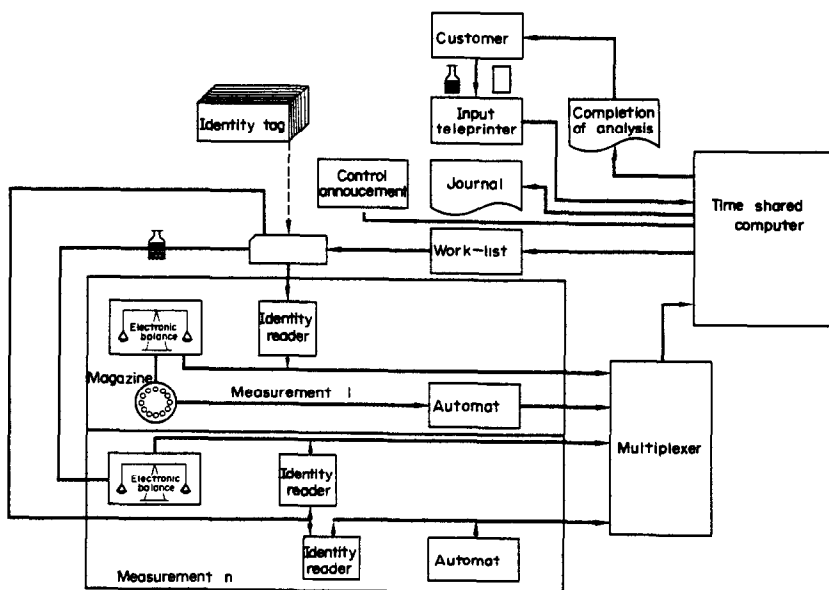 Customer
Identity tag
Input
teleprinter
Completion
of analysis
Control
annoucement
Journal
Time shared
computer
Work-list
Electronic
balance
Identity
reader
Magazine
Measurement I
Automat
Multiplexer
Electronic
balance
Identity
reader
Identity
reader
Automat
Measurement n